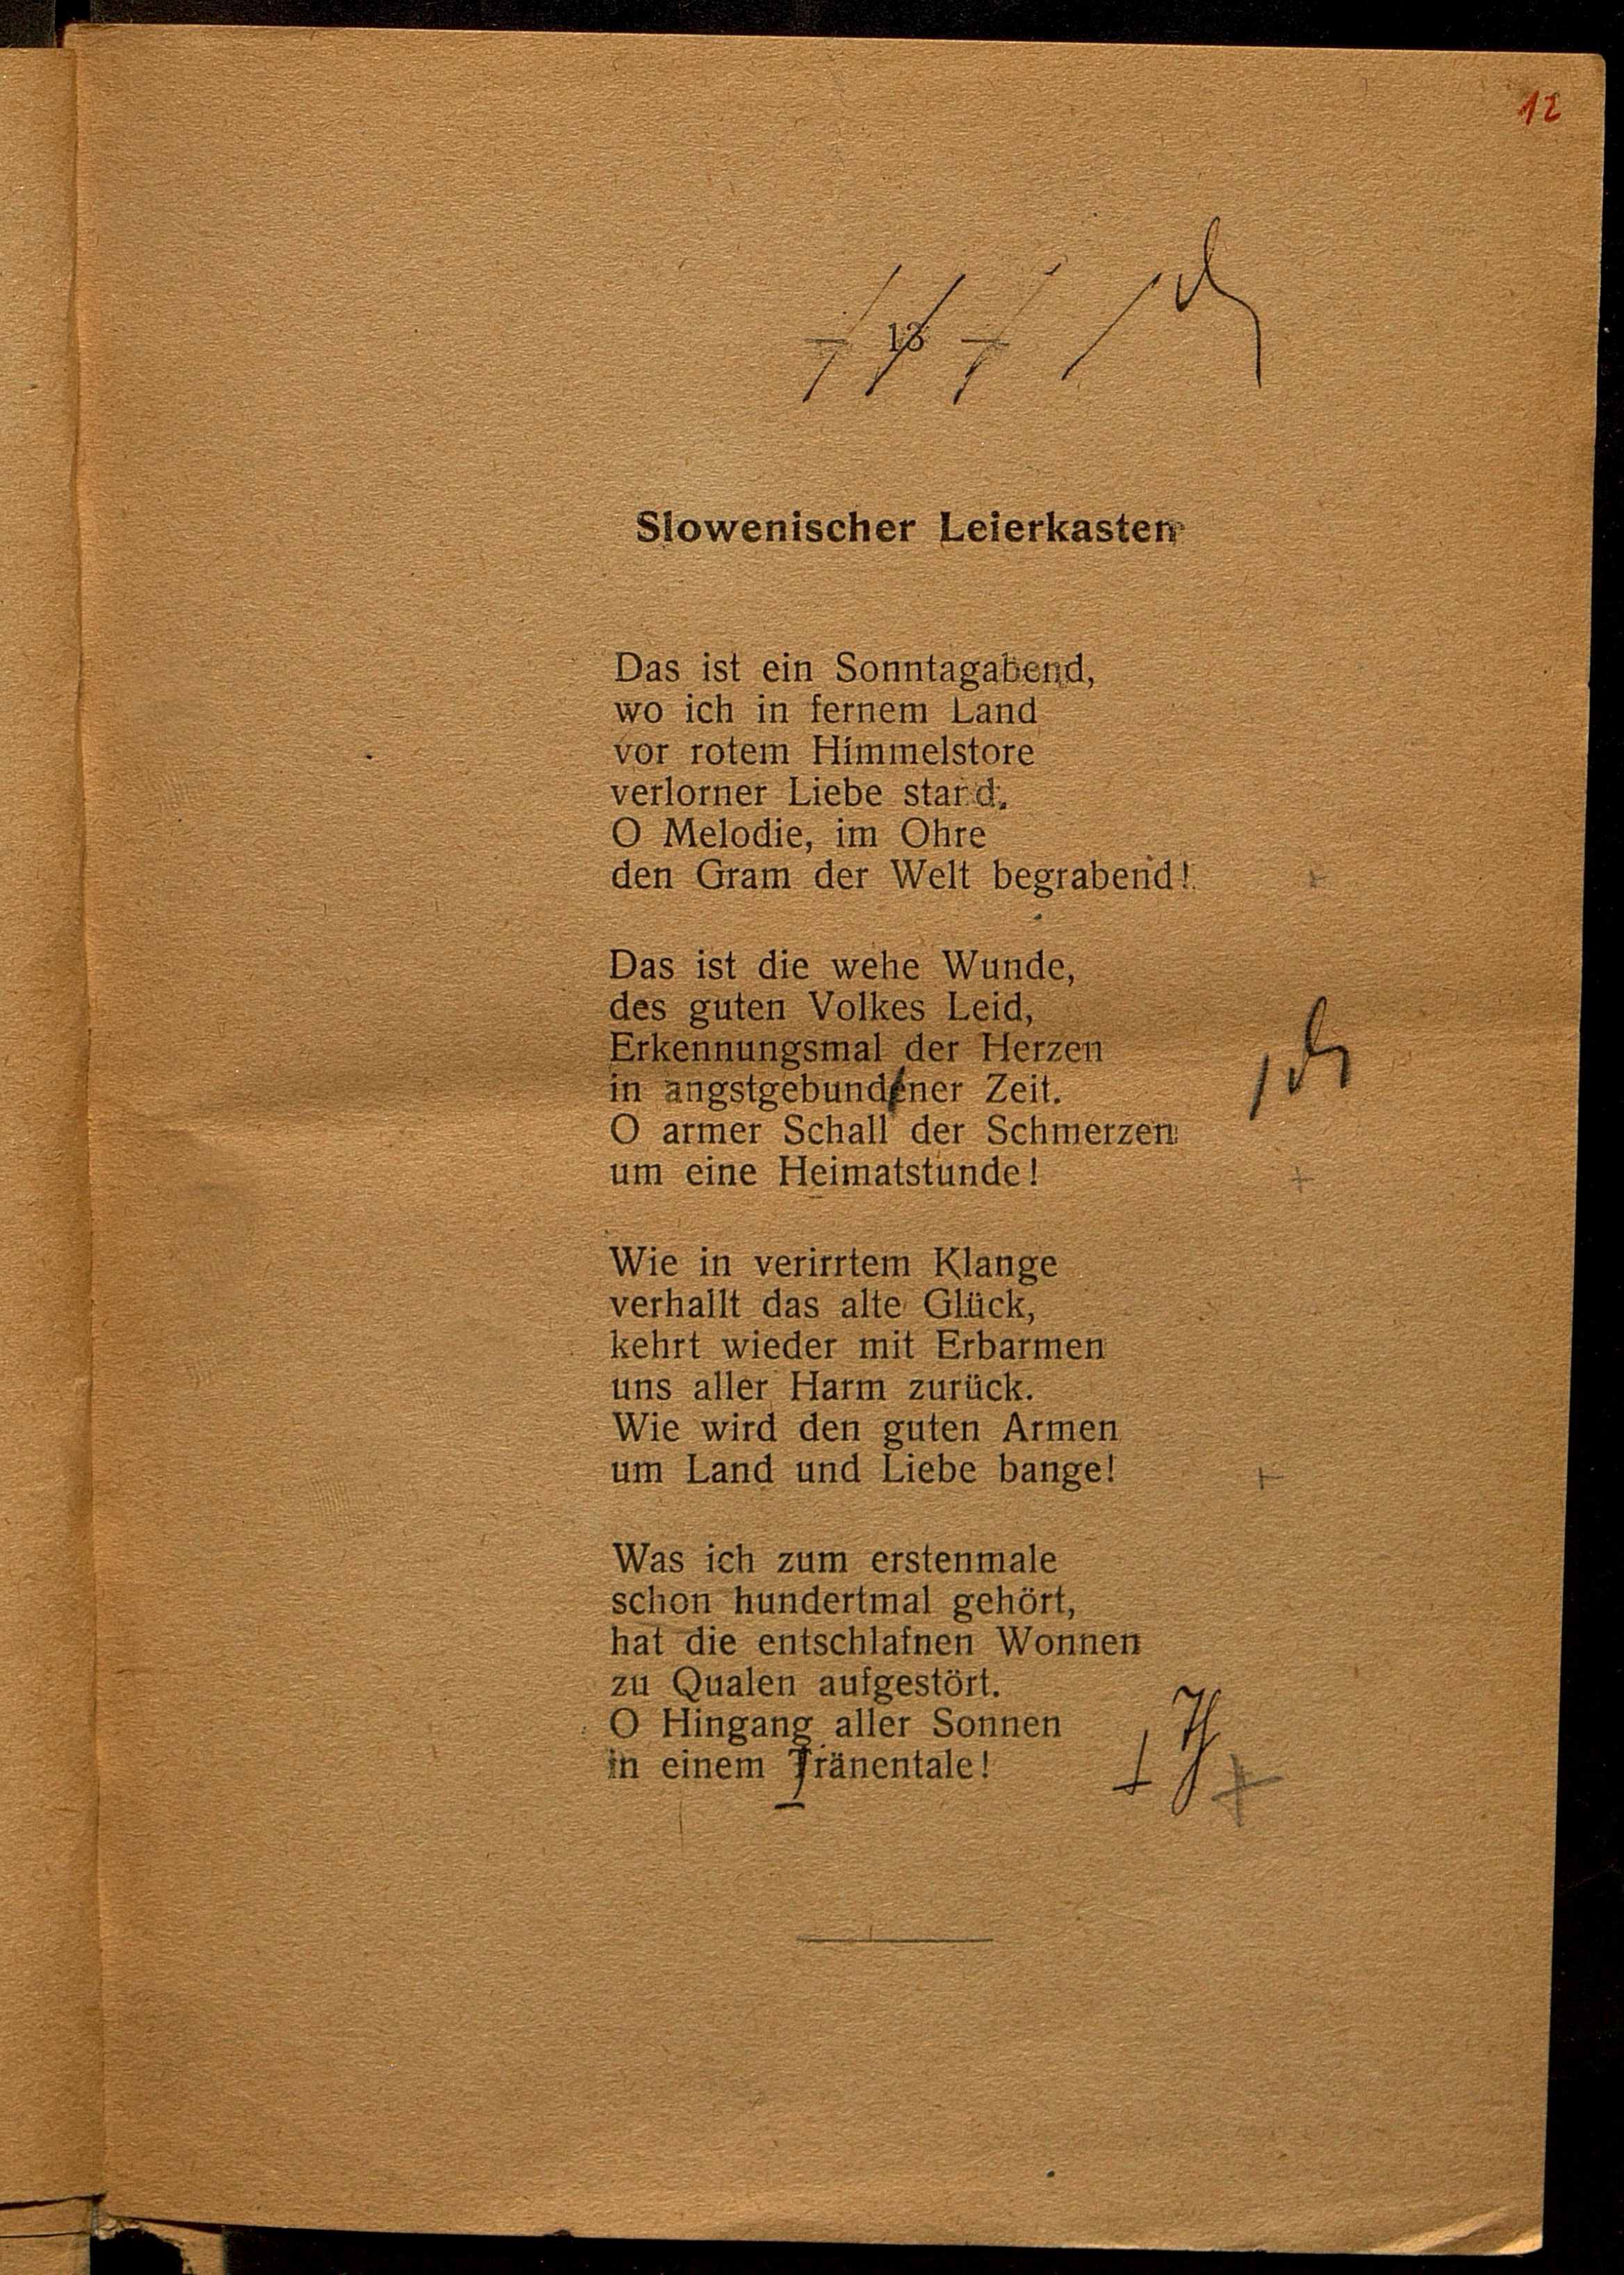 12
— 13 —
Slowenischer Leierkasten
Das ist ein Sonntagabend,
wo ich in fernem Land
vor rotem Himmelstore
verlorner Liebe stand.
O Melodie, im Ohre
den Gram der Welt begrabend!
Das ist die wehe Wunde,
des guten Volkes Leid,
Erkennungsmal der Herzen
in angstgebundener Zeit.
O armer Schall der Schmerzen
um eine Heimatstunde!
Wie in verirrtem Klange
verhallt das alte Glück,
kehrt wieder mit Erbarmen
uns aller Harm zurück.
Wie wird den guten Armen
um Land und Liebe bange!
Was ich zum erstenmale
schon hundertmal gehört,
hat die entschlafnen Wonnen
zu Qualen aufgestört.
O Hingang aller Sonnen
in einem Tränentale!